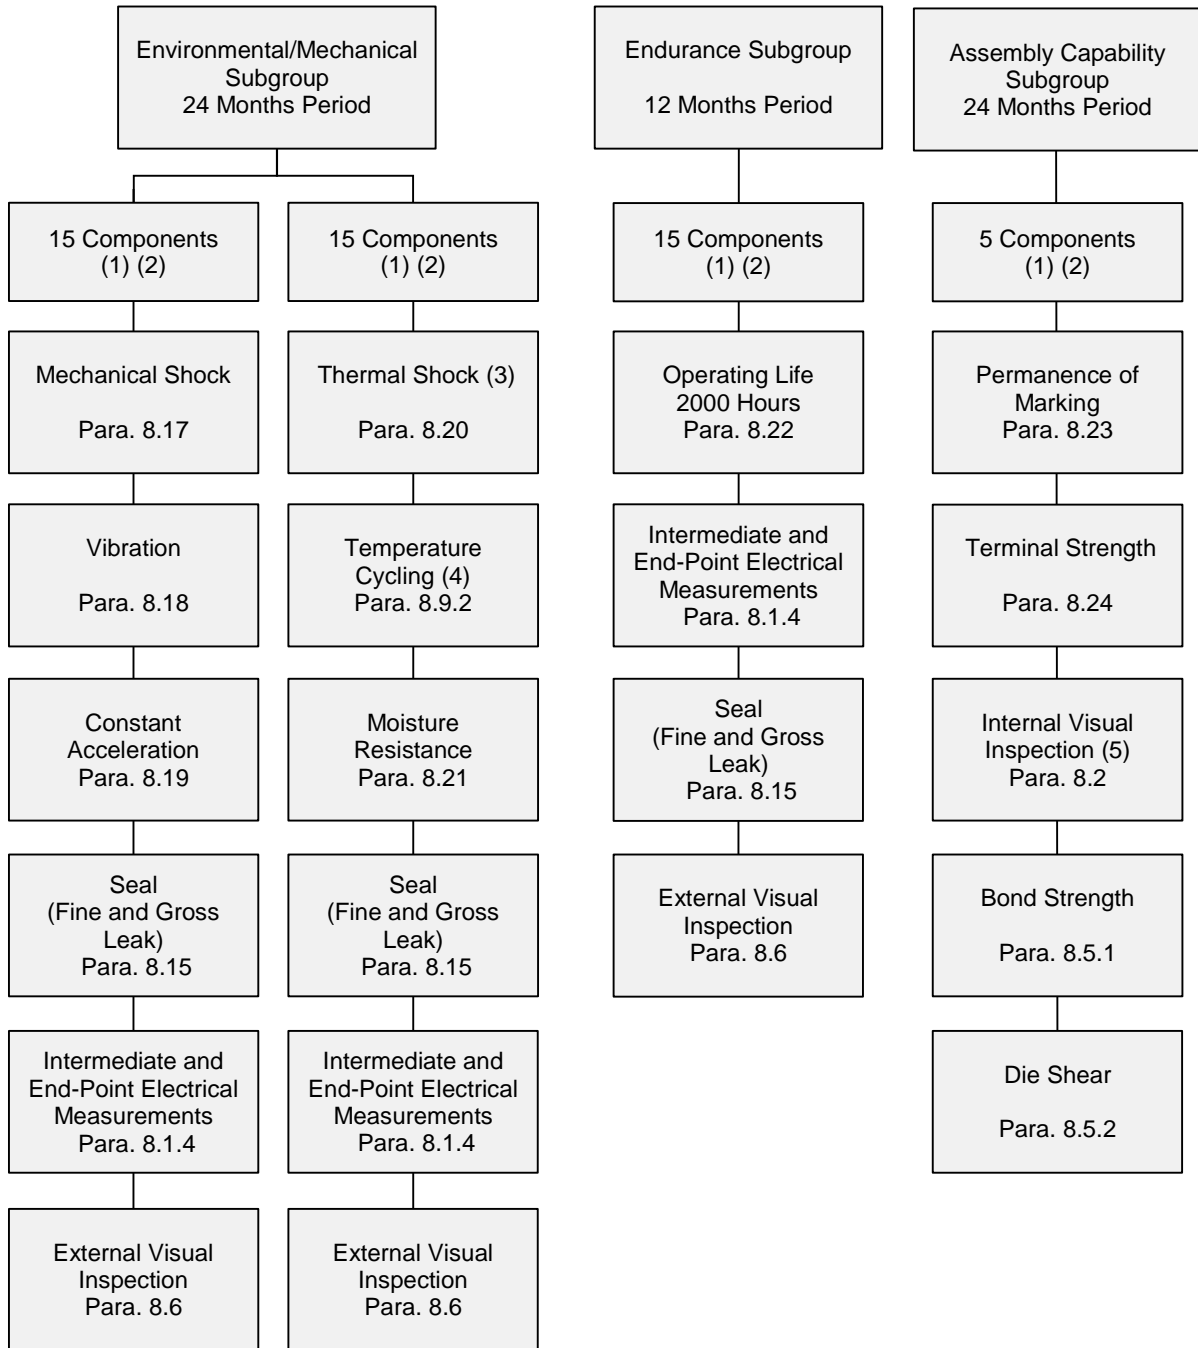 Environmental/Mechanical
Subgroup
24 Months Period
15 Components
(1) (2)
Mechanical Shock
Para. 8.17
Vibration
Para. 8.18
Constant
Acceleration
Para. 8.19
Seal
(Fine and Gross
Leak)
Para. 8.15
Intermediate and
End-Point Electrical
Measurements
Para. 8.1.4
External Visual
Inspection
Para. 8.6
15 Components
(1) (2)
Thermal Shock (3)
Para. 8.20
Temperature
Cycling (4)
Para. 8.9.2
Moisture
Resistance
Para. 8.21
Seal
(Fine and Gross
Leak)
Para. 8.15
Intermediate and
End-Point Electrical
Measurements
Para. 8.1.4
External Visual
Inspection
Para. 8.6
Endurance Subgroup
12 Months Period
15 Components
(1) (2)
Operating Life
2000 Hours
Para. 8.22
Intermediate and
End-Point Electrical
Measurements
Para. 8.1.4
Seal
(Fine and Gross
Leak)
Para. 8.15
External Visual
Inspection
Para. 8.6
Assembly Capability
Subgroup
24 Months Period
5 Components
(1) (2)
Permanence of
Marking
Para. 8.23
Terminal Strength
Para. 8.24
Internal Visual
Inspection (5)
Para. 8.2
Bond Strength
Para. 8.5.1
Die Shear
Para. 8.5.2